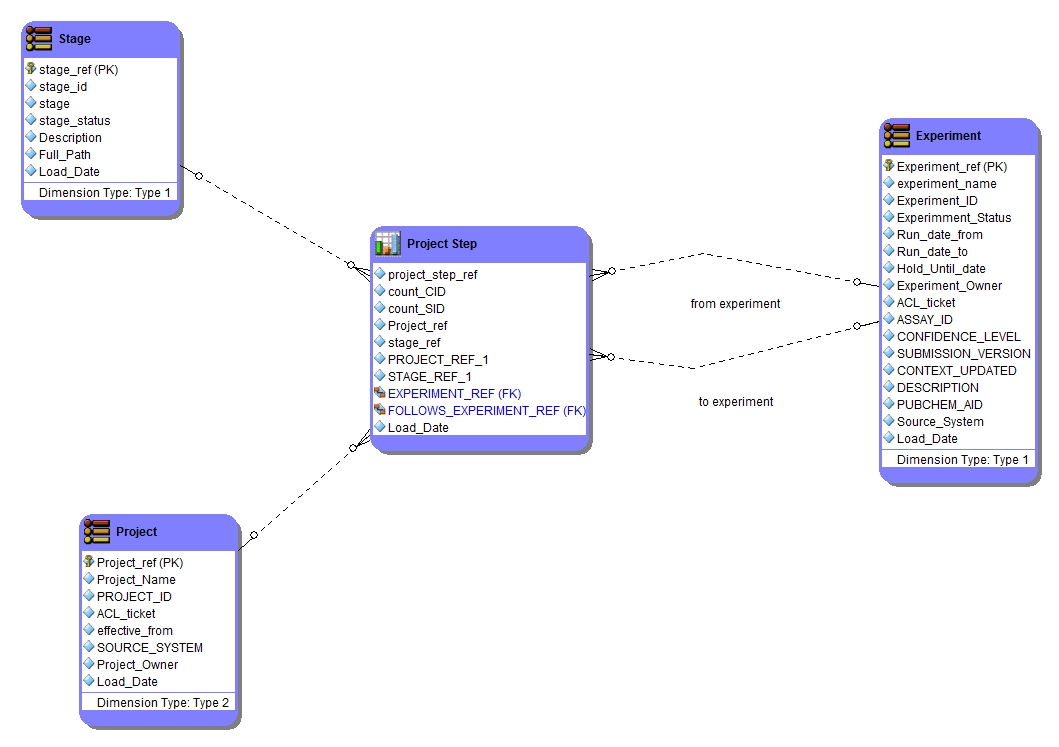 Stage
stage_ref (PK)
stage_id
stage
stage_status
Description
Full_Path
Load_Date
Dimension Type: Type 1
Experiment
Experiment_ref (PK)
experiment_name
Experiment_ID
Experimment_Status
Run_date_from
Run_date_to
Hold_Until_date
Experiment_Owner
ACL_ticket
ASSAY_ID
CONFIDENCE_LEVEL
SUBMISSION_VERSION
CONTEXT_UPDATED
DESCRIPTION
PUBCHEM_AID
Source_System
Load_Date
Dimension Type: Type 1
Project Step
project_step_ref
count_CID
count_SID
Project_ref
stage_ref
PROJECT_REF_1
STAGE_REF_1
EXPERIMENT_REF (FK)
FOLLOWS_EXPERIMENT_REF (FK)
Load_Date
from experiment
to experiment
Project
Project_ref (PK)
Project_Name
PROJECT_ID
ACL_ticket
effective_from
SOURCE_SYSTEM
Project_Owner
Load_Date
Dimension Type: Type 2